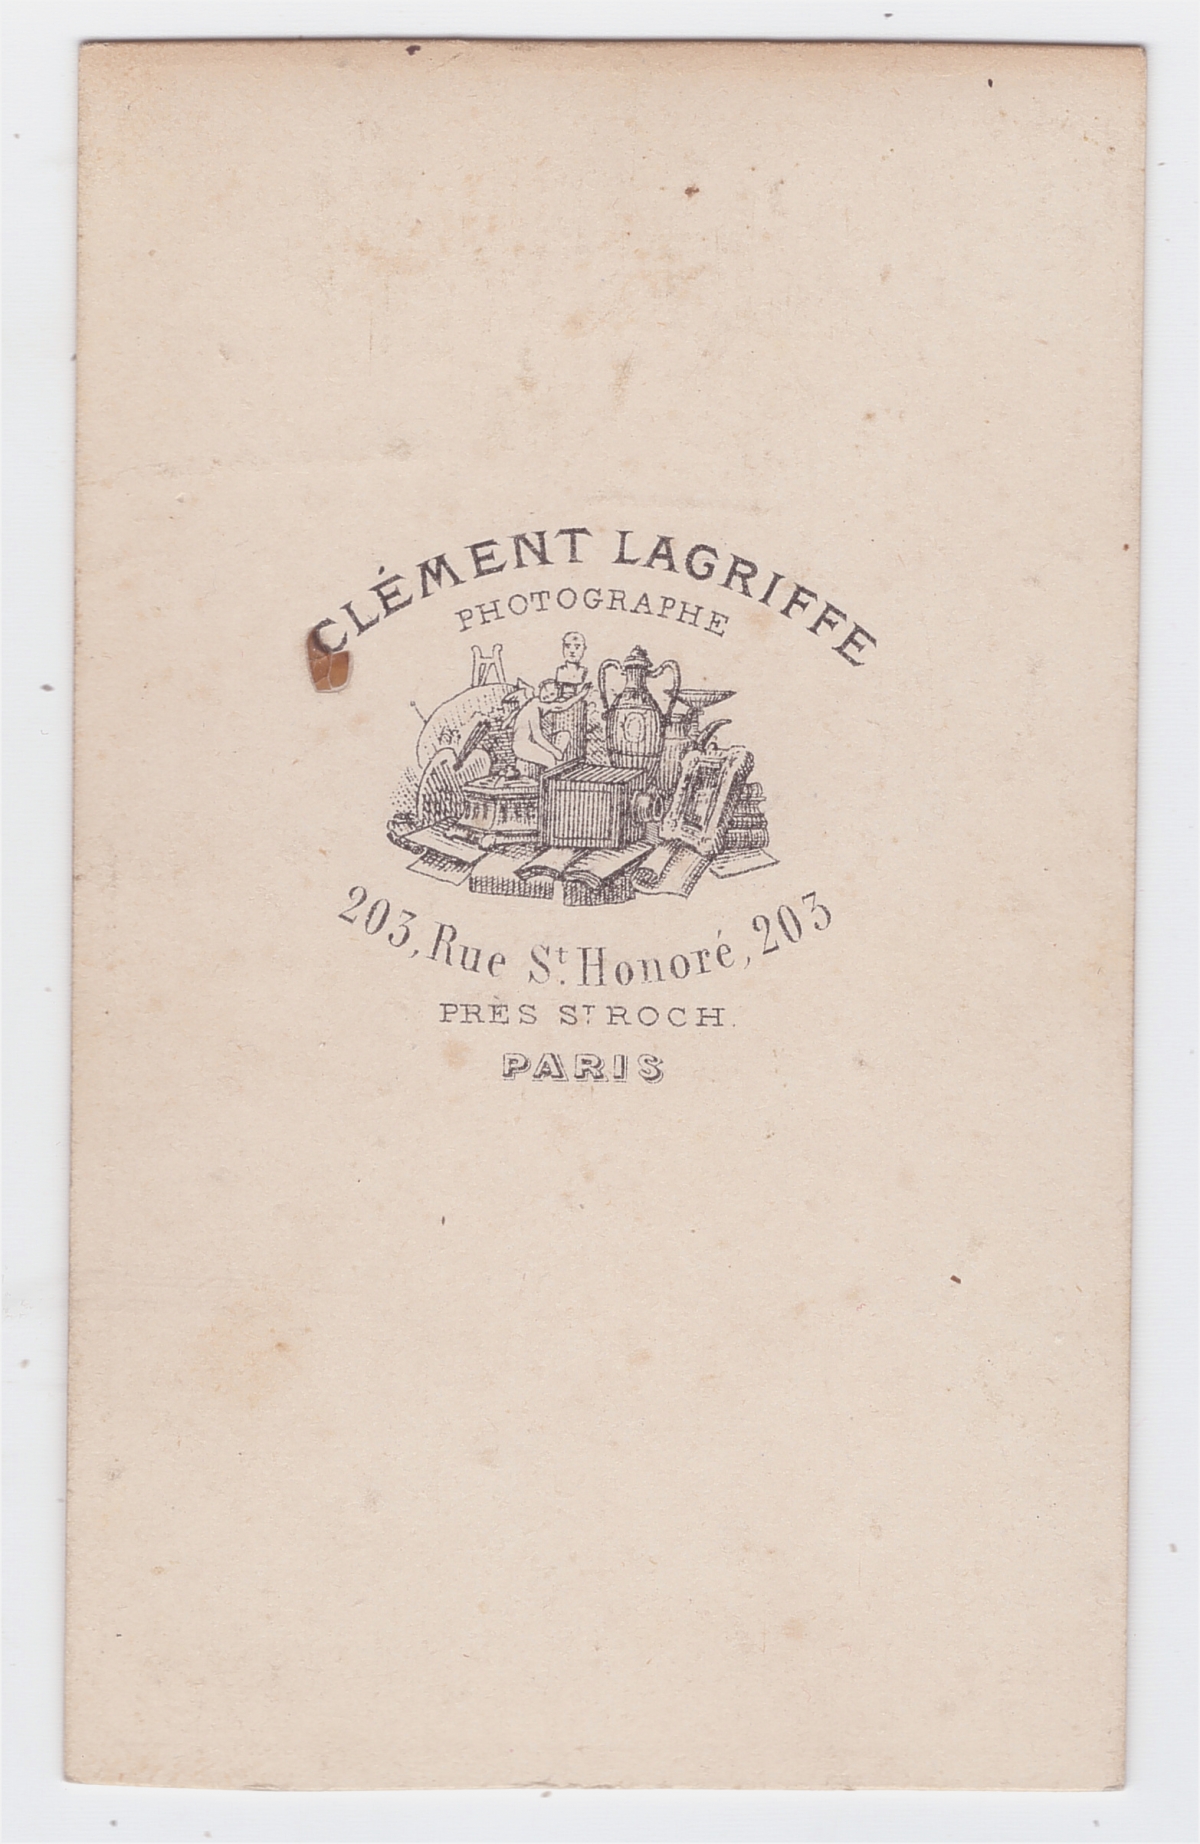 CLÉMENT LAGRIFFE
PHOTOGRAPHE
203, Rue St. Honoré, 203
PRÈS ST ROCH.
PARIS